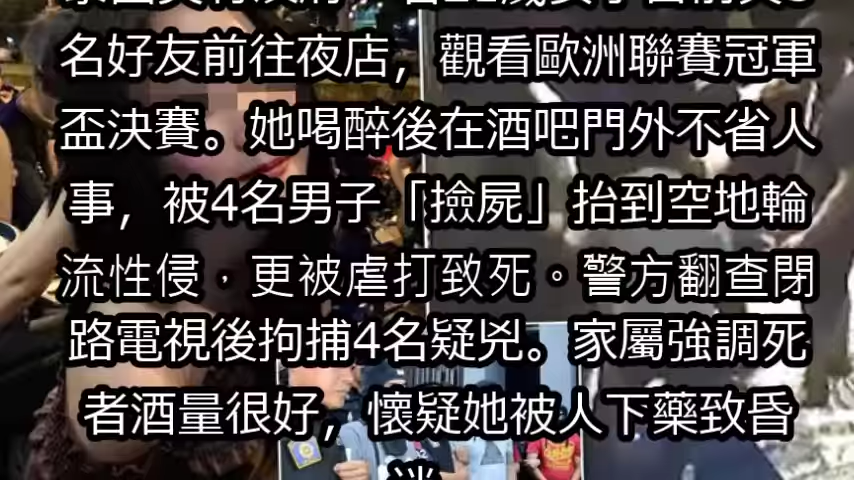 名好友前往夜店，觀看歐洲聯賽冠軍
盃決賽。她喝醉後在酒吧門外不省人
事，被4名男子「撿屍」抬到空地輪
流性侵，更被虐打致死。警方翻查閉
路電視後拘捕4名疑兇。家屬強調死
者酒量很好，懷疑她被人下藥致昏